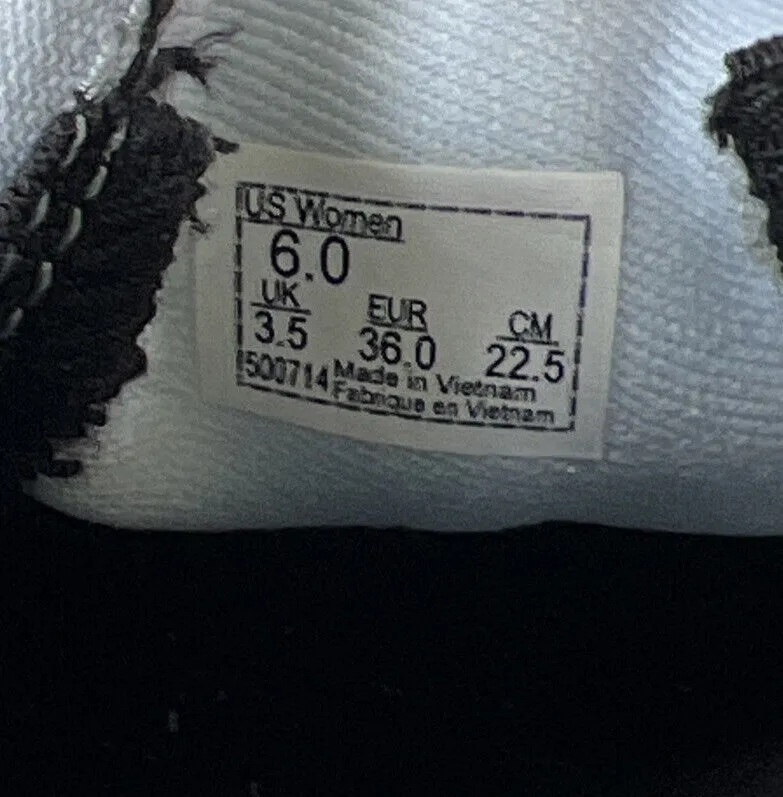 US Women
6.0
UK EUR CM
3.5 36.0 22.5
500714 Made in Vietnam
Fabrique en Vietnam